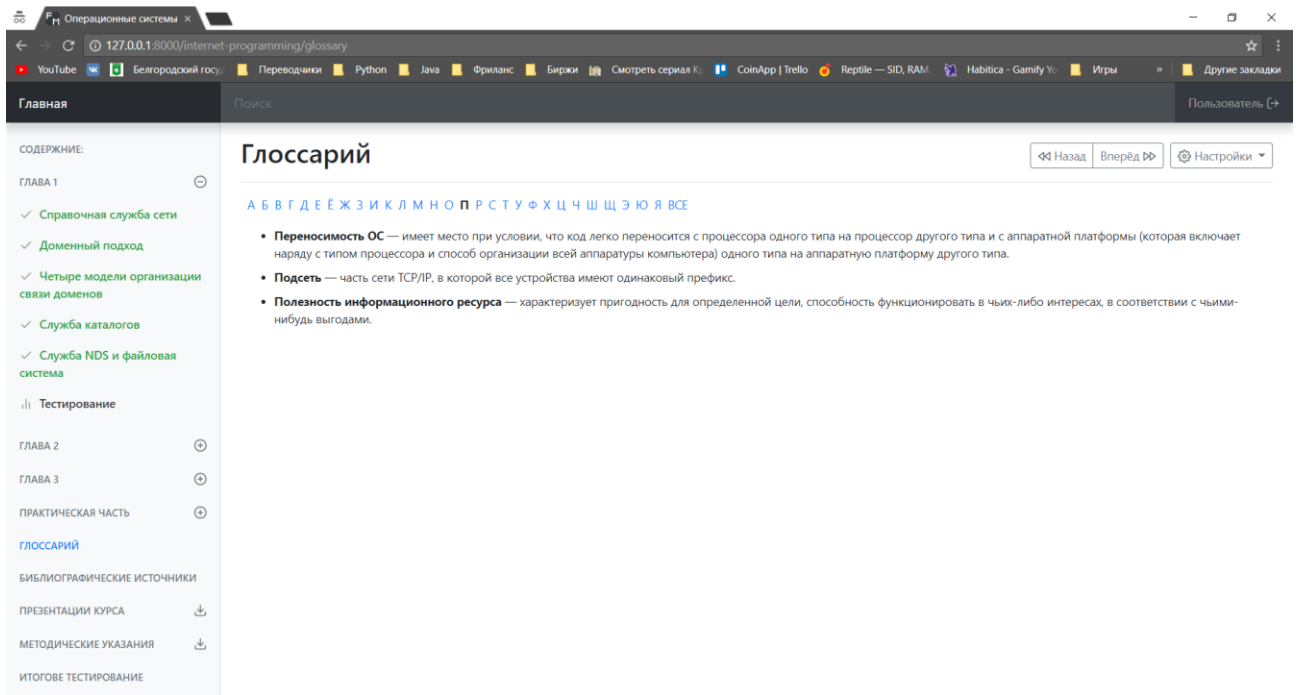 Операционные системы
127.0.0.1:8000/internet-programming/glossary
YouTube Белгородский госу Переводчики Python Java Фриланс Биржи Смотреть сериал К CoinApp | Trello Reptile — SID, RAM. Habitica - Gamify Yo Игры » Другие закладки
Главная Поиск Пользователь
СОДЕРЖНИЕ:
ГЛАВА 1
Справочная служба сети
Доменный подход
Четыре модели организации
связи доменов
Служба каталогов
Служба NDS и файловая
система
Тестирование
ГЛАВА 2
ГЛАВА 3
ПРАКТИЧЕСКАЯ ЧАСТЬ
ГЛОССАРИЙ
БИБЛИОГРАФИЧЕСКИЕ ИСТОЧНИКИ
ПРЕЗЕНТАЦИИ КУРСА
МЕТОДИЧЕСКИЕ УКАЗАНИЯ
ИТОГОВЕ ТЕСТИРОВАНИЕ
Глоссарий
Назад Вперёд Настройки
А Б В Г Д Е Ё Ж З И К Л М Н О П Р С Т У Ф Х Ц Ч Ш Щ Э Ю Я ВСЕ
• Переносимость ОС — имеет место при условии, что код легко переносится с процессора одного типа на процессор другого типа и с аппаратной платформы (которая включает
наряду с типом процессора и способ организации всей аппаратуры компьютера) одного типа на аппаратную платформу другого типа.
• Подсеть — часть сети TCP/IP, в которой все устройства имеют одинаковый префикс.
• Полезность информационного ресурса — характеризует пригодность для определенной цели, способность функционировать в чьих-либо интересах, в соответствии с чьими-
нибудь выгодами.